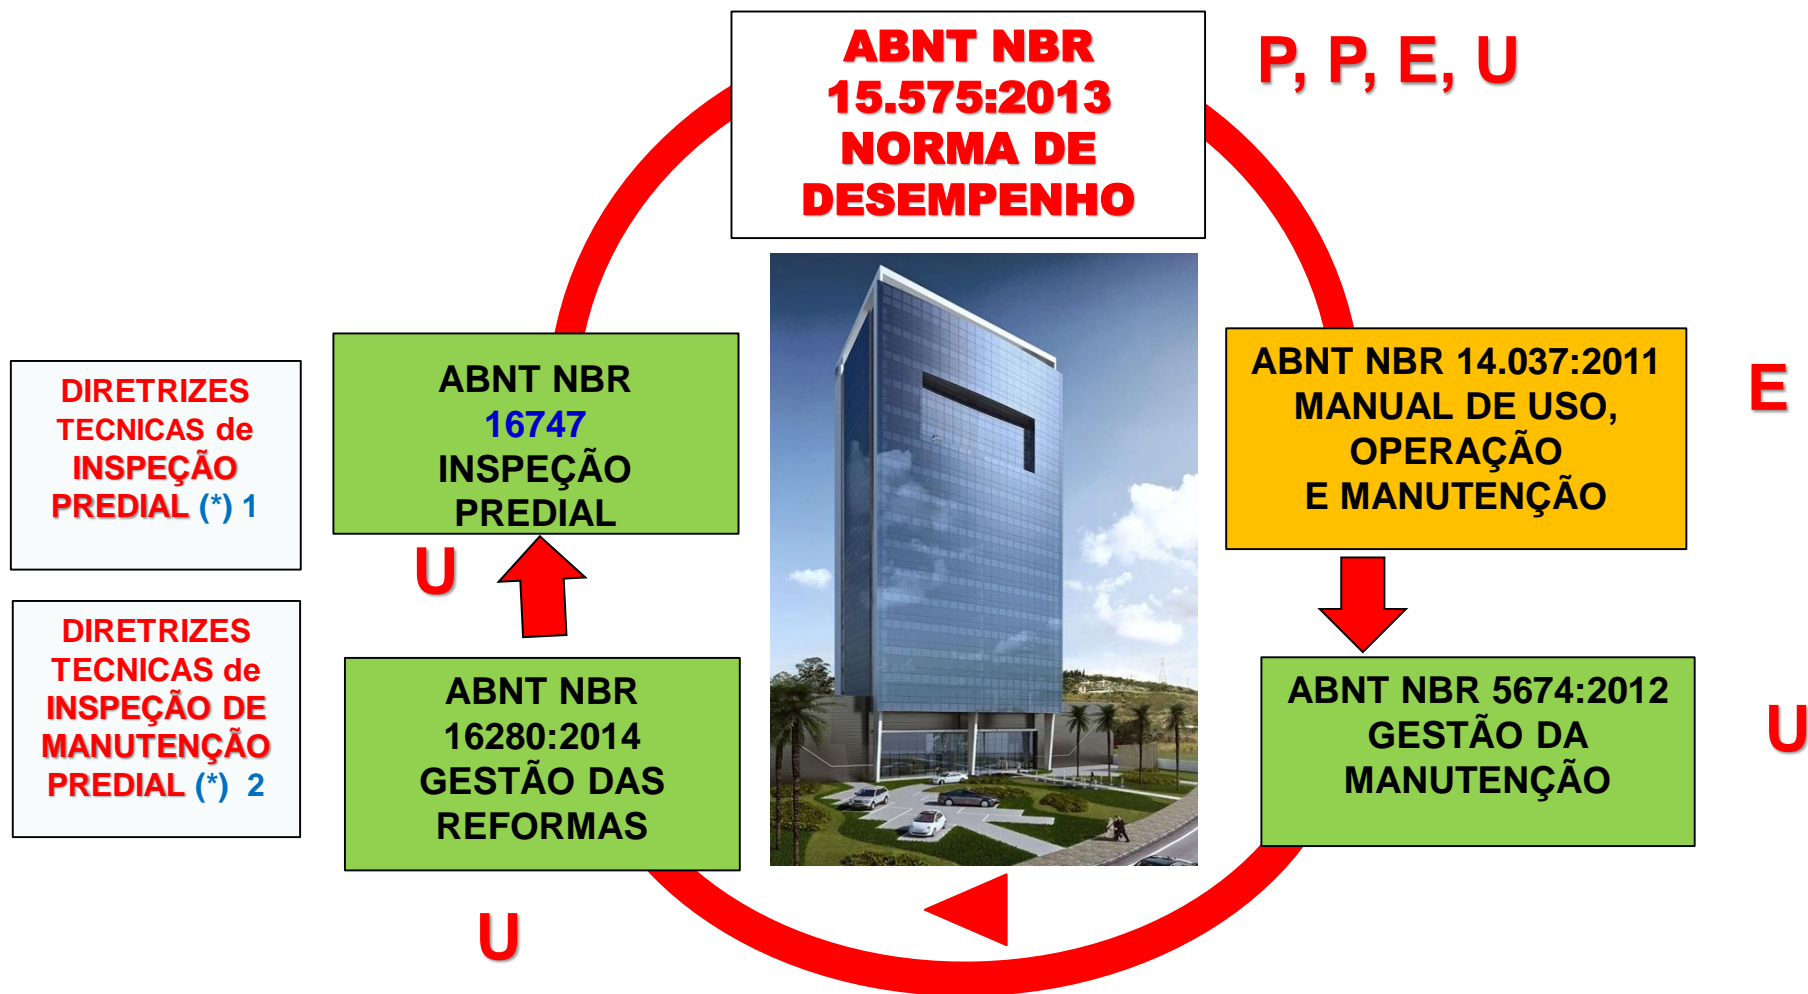 ABNT NBR
15.575:2013
NORMA DE
DESEMPENHO
P, P, E, U
ABNT NBR 14.037:2011
MANUAL DE USO,
OPERAÇÃO
E MANUTENÇÃO
E
ABNT NBR 5674:2012
GESTÃO DA
MANUTENÇÃO
U
ABNT NBR
16280:2014
GESTÃO DAS
REFORMAS
U
ABNT NBR
16747
INSPEÇÃO
PREDIAL
U
DIRETRIZES
TECNICAS de
INSPEÇÃO
PREDIAL (*) 1
DIRETRIZES
TECNICAS de
INSPEÇÃO DE
MANUTENÇÃO
PREDIAL (*) 2